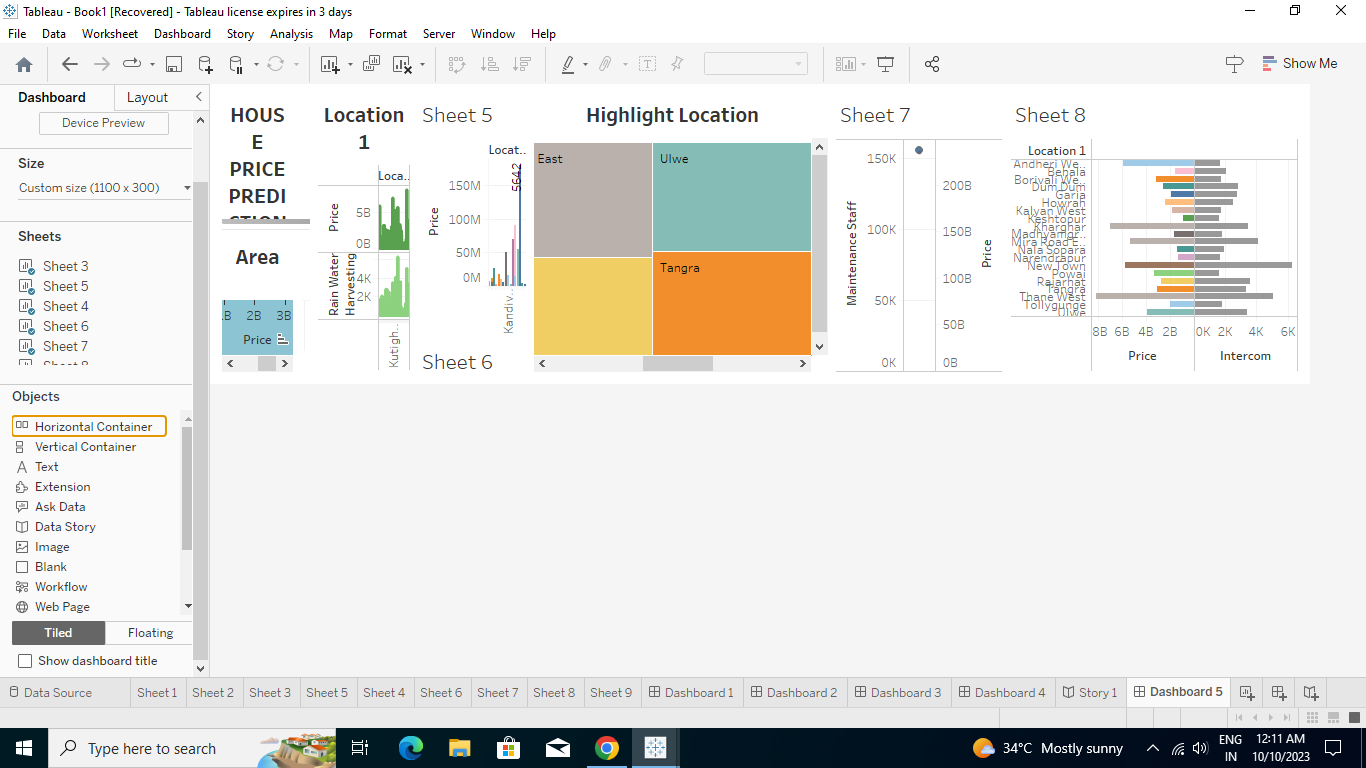 Tableau - Book1 [Recovered] - Tableau license expires in 3 days
File Data Worksheet Dashboard Story Analysis Map Format Server Window Help
Show Me
Dashboard Layout
Device Preview
Size
Custom size (1100 x 300)
Sheets
Sheet 3
Sheet 5
Sheet 4
Sheet 6
Sheet 7
Sheet 8
Objects
Horizontal Container
Vertical Container
Text
Extension
Ask Data
Data Story
Image
Blank
Workflow
Web Page
Tiled Floating
Show dashboard title
HOUS
E
PRICE
PREDI
CTION
Area
.B 2B 3B
Price
Location
1
Loca..
Price
5B
0B
Rain Water
Harvesting
4K
2K
Kutigh..
Sheet 5
Locat..
5642
Price
150M
100M
50M
0M
Kandiv..
Sheet 6
Highlight Location
East
Ulwe
Tangra
Sheet 7
Maintenance Staff
150K
100K
50K
0K
200B
150B
100B
50B
0B
Price
Sheet 8
Location 1
Andheri We..
Behala
Borivali We..
Dum Dum
Garia
Howrah
Kalyan West
Keshtopur
Kharghar
Madhyamgr..
Mira Road E..
Nala Sopara
Narendrapur
New Town
Powai
Rajarhat
Tangra
Thane West
Tollygunge
Ulwe
8B 6B 4B 2B 0K 2K 4K 6K
Price Intercom
Data Source Sheet 1 Sheet 2 Sheet 3 Sheet 5 Sheet 4 Sheet 6 Sheet 7 Sheet 8 Sheet 9 Dashboard 1 Dashboard 2 Dashboard 3 Dashboard 4 Story 1 Dashboard 5
Type here to search
34°C Mostly sunny
ENG
IN
12:11 AM
10/10/2023